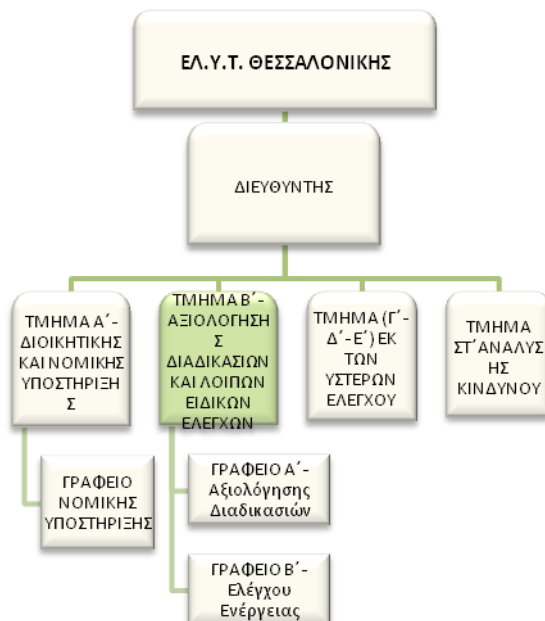 ΕΛ.Υ.Τ. ΘΕΣΣΑΛΟΝΙΚΗΣ
ΔΙΕΥΘΥΝΤΗΣ
ΤΜΗΜΑ Α΄-
ΔΙΟΙΚΗΤΙΚΗΣ
ΚΑΙ ΝΟΜΙΚΗΣ
ΥΠΟΣΤΗΡΙΞΗ
Σ
ΤΜΗΜΑ Β΄-
ΑΞΙΟΛΟΓΗΣΗ
Σ
ΔΙΑΔΙΚΑΣΙΩΝ
ΚΑΙ ΛΟΙΠΩΝ
ΕΙΔΙΚΩΝ
ΕΛΕΓΧΩΝ
ΤΜΗΜΑ (Γ΄-
Δ΄-Ε΄) ΕΚ
ΤΩΝ
ΥΣΤΕΡΩΝ
ΕΛΕΓΧΟΥ
ΤΜΗΜΑ
ΣΤ΄ΑΝΑΛΥΣ
ΗΣ
ΚΙΝΔΥΝΟΥ
ΓΡΑΦΕΙΟ
ΝΟΜΙΚΗΣ
ΥΠΟΣΤΗΡΙΞΗΣ
ΓΡΑΦΕΙΟ Α΄-
Αξιολόγησης
Διαδικασιών
ΓΡΑΦΕΙΟ Β΄-
Ελέγχου
Ενέργειας